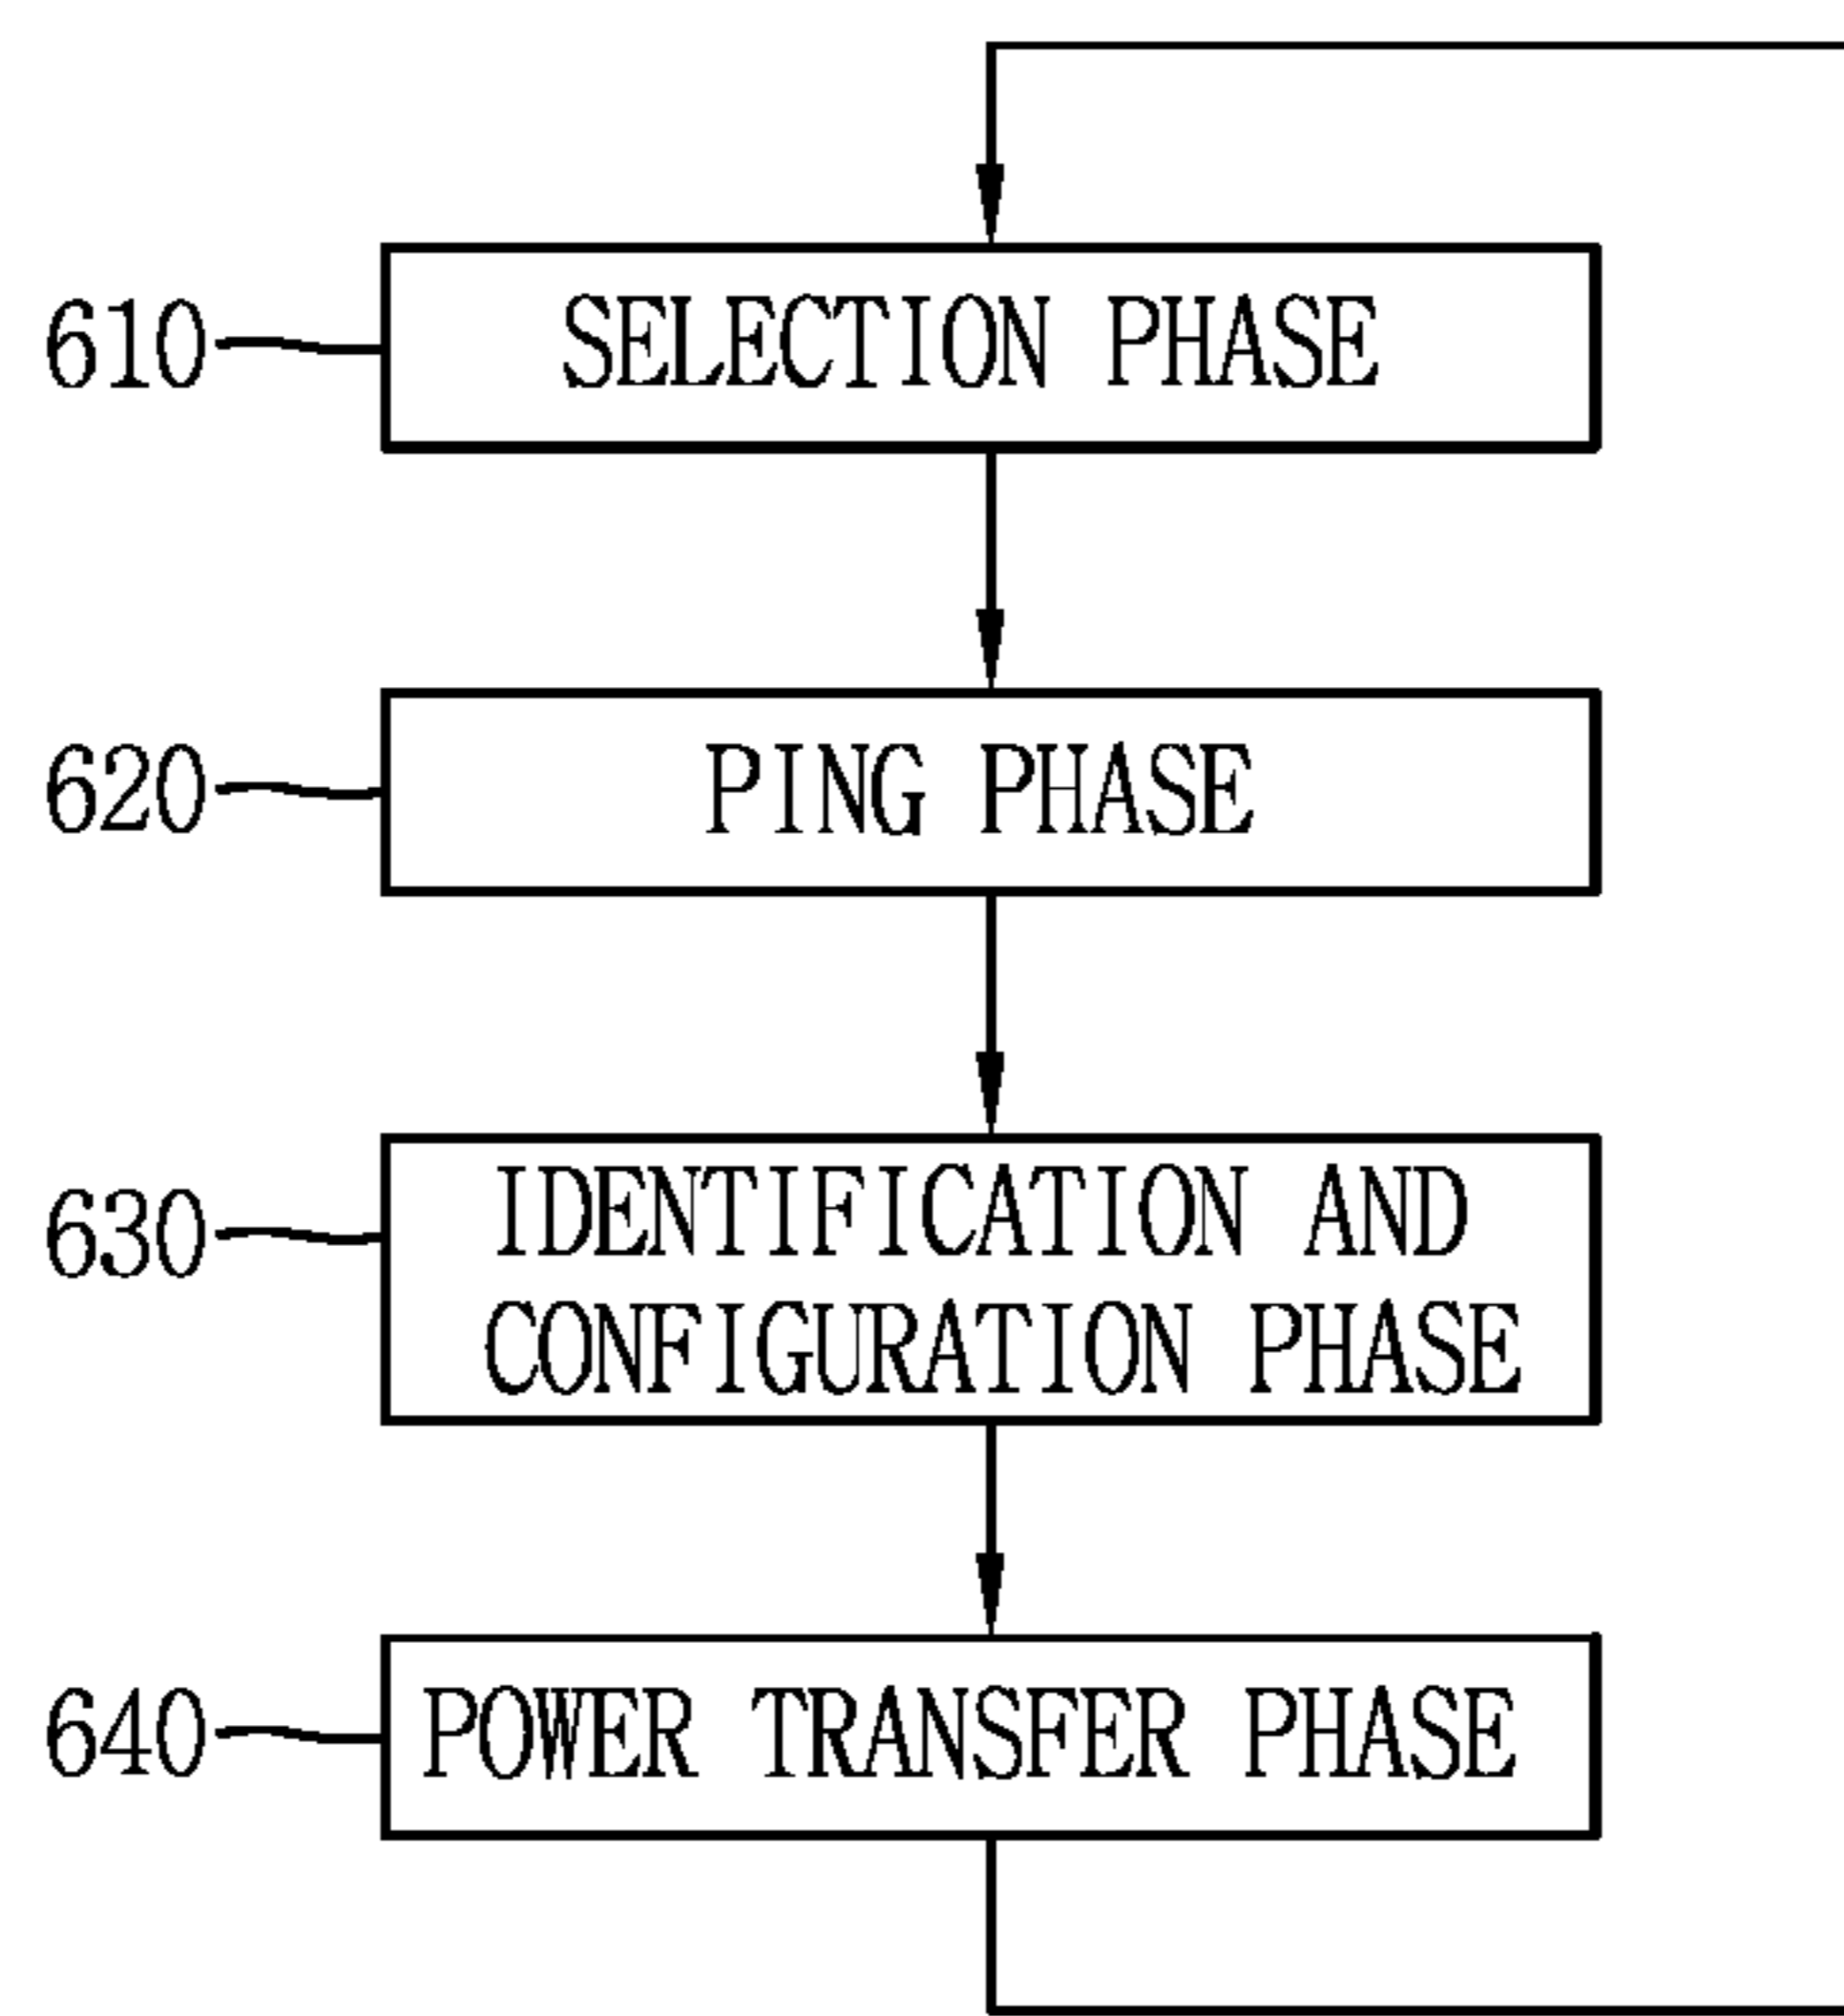 610 SELECTION PHASE
620 PING PHASE
630 IDENTIFICATION AND
CONFIGURATION PHASE
640 POWER TRANSFER PHASE